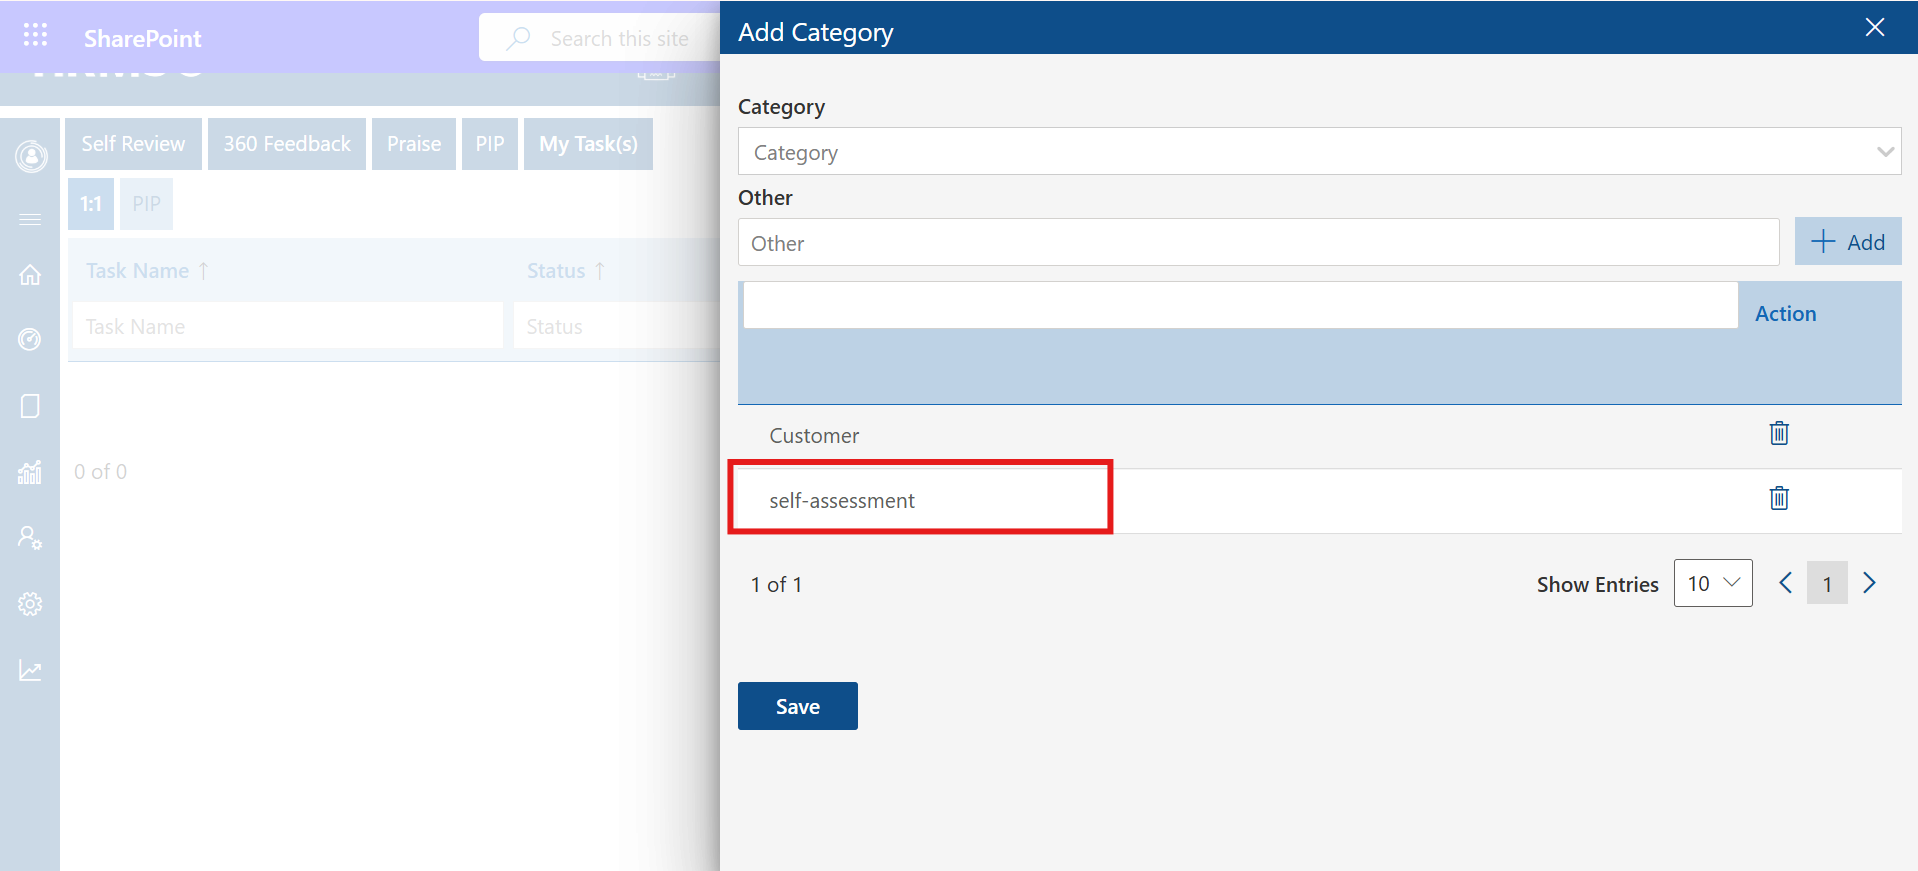 SharePoint
Search this site
Add Category
Self Review
360 Feedback
Praise
PIP
My Task(s)
1:1
PIP
Task Name
Status
Task Name
Status
0 of 0
Category
Category
Other
Other
Add
Action
Customer
self-assessment
1 of 1
Show Entries
10
1
Save